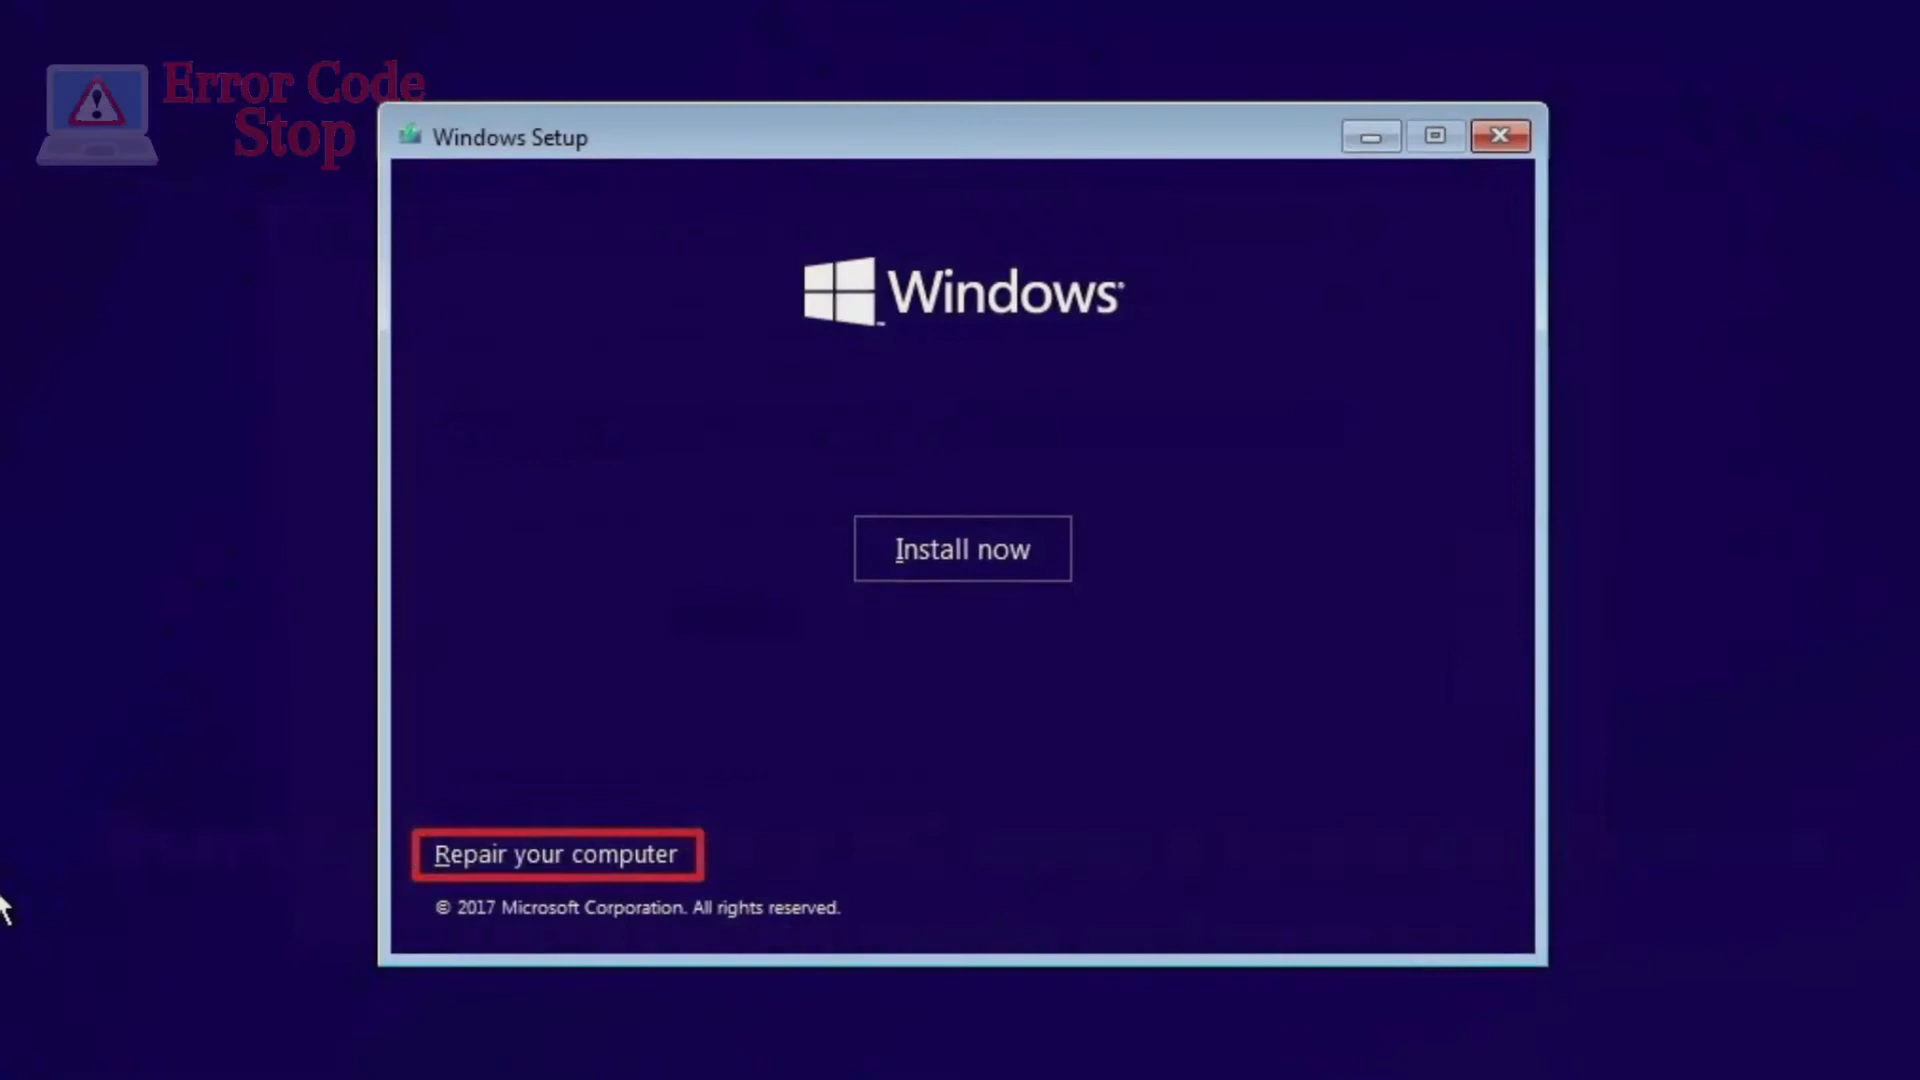 Error Code
Stop
Windows Setup
Windows
Install now
Repair your computer
© 2017 Microsoft Corporation. All rights reserved.